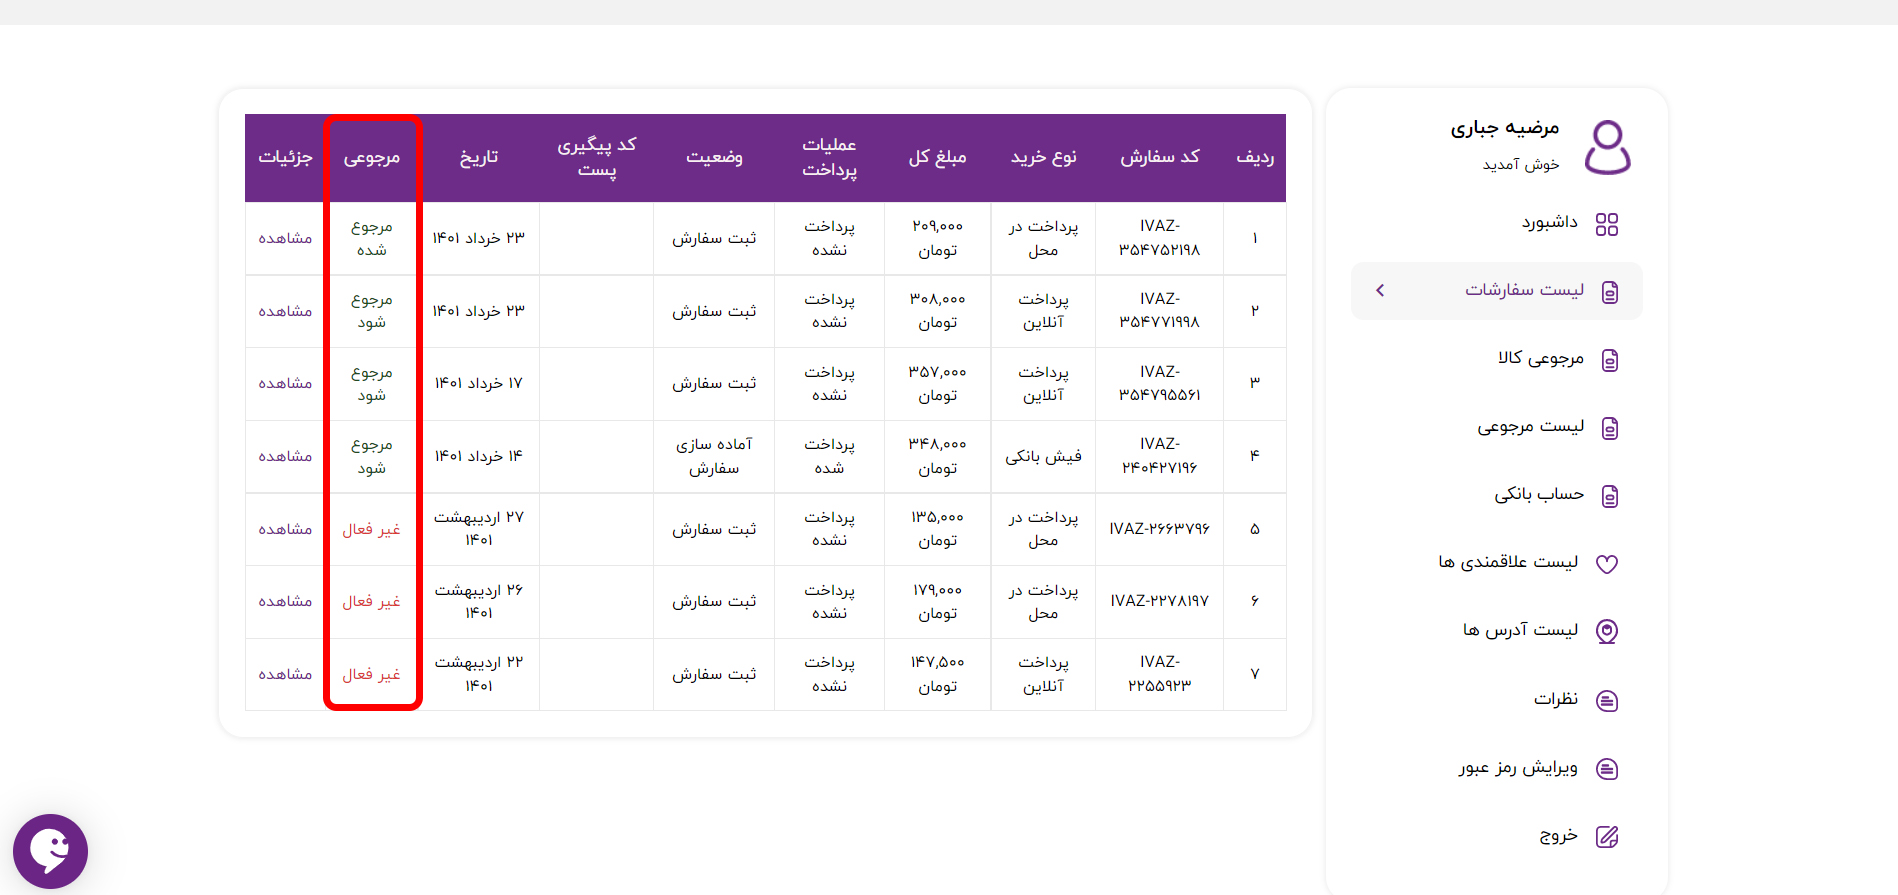 مرضیه جباری
خوش آمدید
داشبورد
لیست سفارشات
مرجوعی کالا
لیست مرجوعی
حساب بانکی
لیست علاقمندی ها
لیست آدرس ها
نظرات
ویرایش رمز عبور
خروج
ردیف کد سفارش نوع خرید مبلغ کل عملیات پرداخت وضعیت کد پیگیری پست تاریخ مرجوعی جزئیات
۱ IVAZ-۳۵۴۷۵۲۱۹۸ پرداخت در محل ۲۰۹,۰۰۰ تومان پرداخت نشده ثبت سفارش ۲۳ خرداد ۱۴۰۱ مرجوع شده مشاهده
۲ IVAZ-۳۵۴۷۷۱۹۹۸ پرداخت آنلاین ۳۰۸,۰۰۰ تومان پرداخت نشده ثبت سفارش ۲۳ خرداد ۱۴۰۱ مرجوع شود مشاهده
۳ IVAZ-۳۵۴۷۹۵۵۶۱ پرداخت آنلاین ۳۵۷,۰۰۰ تومان پرداخت نشده ثبت سفارش ۱۷ خرداد ۱۴۰۱ مرجوع شود مشاهده
۴ IVAZ-۲۴۰۴۲۷۱۹۶ فیش بانکی ۳۴۸,۰۰۰ تومان پرداخت شده آماده سازی سفارش ۱۴ خرداد ۱۴۰۱ مرجوع شود مشاهده
۵ IVAZ-۲۶۶۳۷۹۶ پرداخت در محل ۱۳۵,۰۰۰ تومان پرداخت نشده ثبت سفارش ۲۷ اردیبهشت ۱۴۰۱ غیر فعال مشاهده
۶ IVAZ-۲۲۷۸۱۹۷ پرداخت در محل ۱۷۹,۰۰۰ تومان پرداخت نشده ثبت سفارش ۲۶ اردیبهشت ۱۴۰۱ غیر فعال مشاهده
۷ IVAZ-۲۲۵۵۹۲۳ پرداخت آنلاین ۱۴۷,۵۰۰ تومان پرداخت نشده ثبت سفارش ۲۲ اردیبهشت ۱۴۰۱ غیر فعال مشاهده